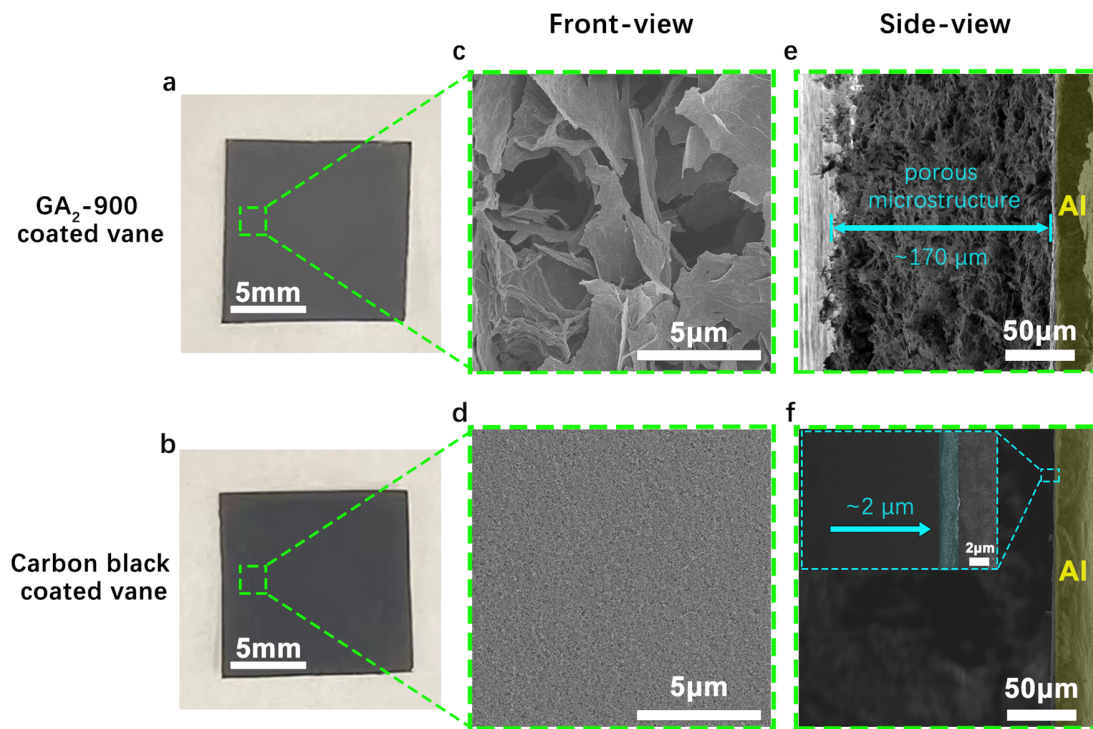 Front-view
Side-view
a
c
e
GA₂-900
coated vane
5mm
5μm
porous
microstructure
~170 μm
Al
50μm
b
d
f
Carbon black
coated vane
5mm
5μm
~2 μm
2μm
Al
50μm